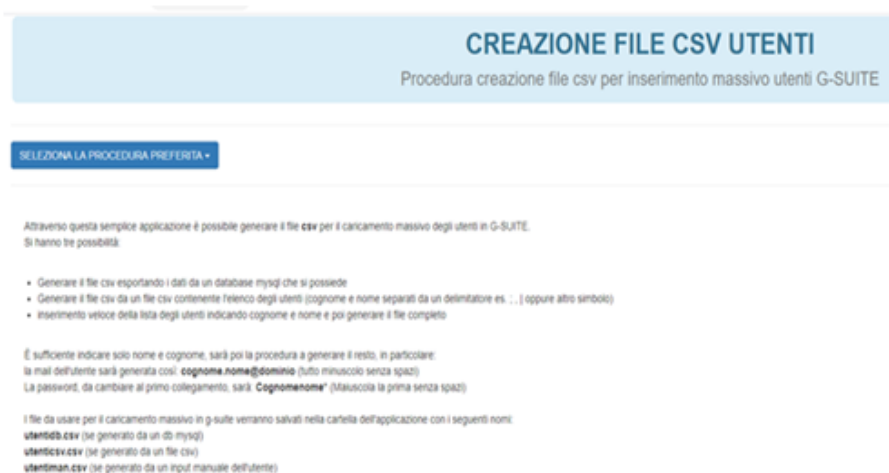 CREAZIONE FILE CSV UTENTI
Procedura creazione file csv per inserimento massivo utenti G-SUITE
SELEZIONA LA PROCEDURA PREFERITA
Attraverso questa semplice applicazione è possibile generare il file csv per il caricamento massivo degli utenti in G-SUITE.
Si hanno tre possibilità:
• Generare il file csv esportando i dati da un database mysql che si possiede
• Generare il file csv da un file csv contenente l'elenco degli utenti (cognome e nome separati da un delimitatore es. ; , | oppure altro simbolo)
• inserimento veloce della lista degli utenti indicando cognome e nome e poi generare il file completo
È sufficiente indicare solo nome e cognome, sarà poi la procedura a generare il resto, in particolare:
la mail dell'utente sarà generata così: cognome.nome@dominio (tutto minuscolo senza spazi)
La password, da cambiare al primo collegamento, sarà: Cognomenome* (Maiuscola la prima senza spazi)
I file da usare per il caricamento massivo in g-suite verranno salvati nella cartella dell'applicazione con i seguenti nomi:
utentidb.csv (se generato da un db mysql)
utenticsv.csv (se generato da un file csv)
utentiman.csv (se generato da un input manuale dell'utente)